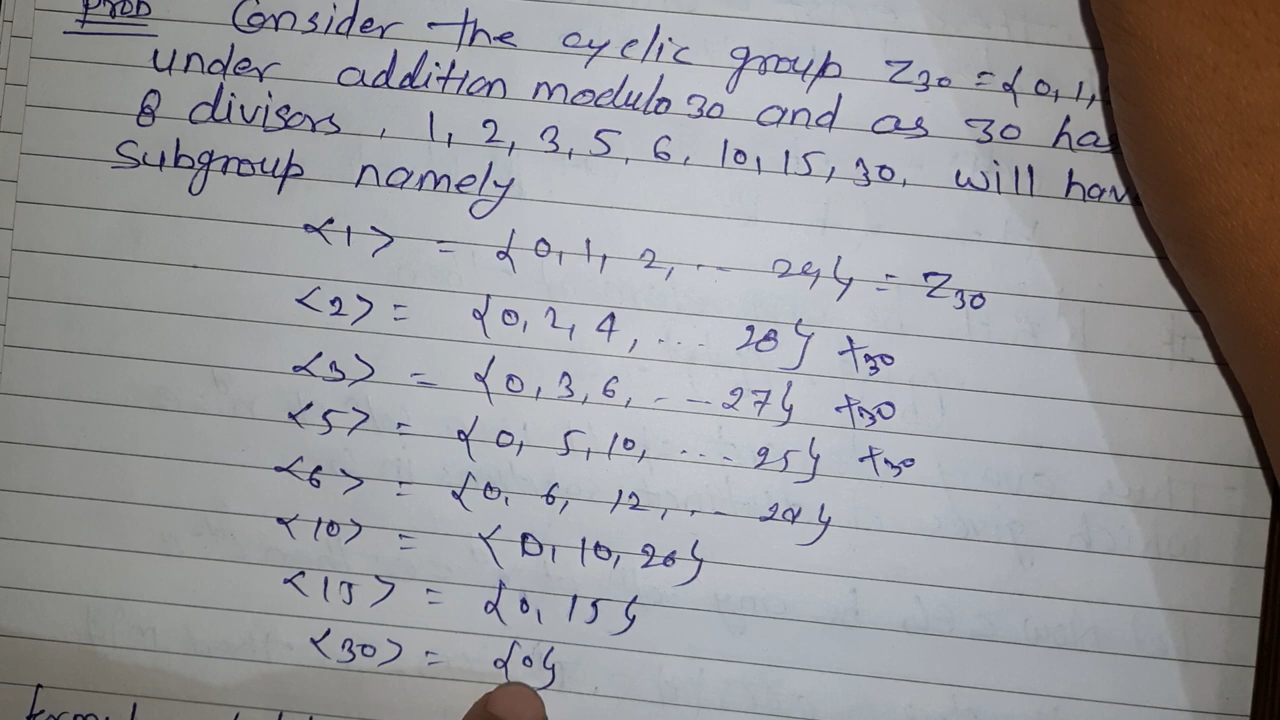 Prob Consider the cyclic group Z30 = {0, 1,
under addition modulo 30 and as 30 has
8 divisors, 1, 2, 3, 5, 6, 10, 15, 30, will hav
Subgroup namely
<1> = {0, 1, 2, ... 29} = Z30
<2> = {0, 2, 4, ... 28} +30
<3> = {0, 3, 6, ... 27} +30
<5> = {0, 5, 10, ... 25} +30
<6> = {0, 6, 12, ... 24}
<10> = {0, 10, 20}
<15> = {0, 15}
<30> = {0}